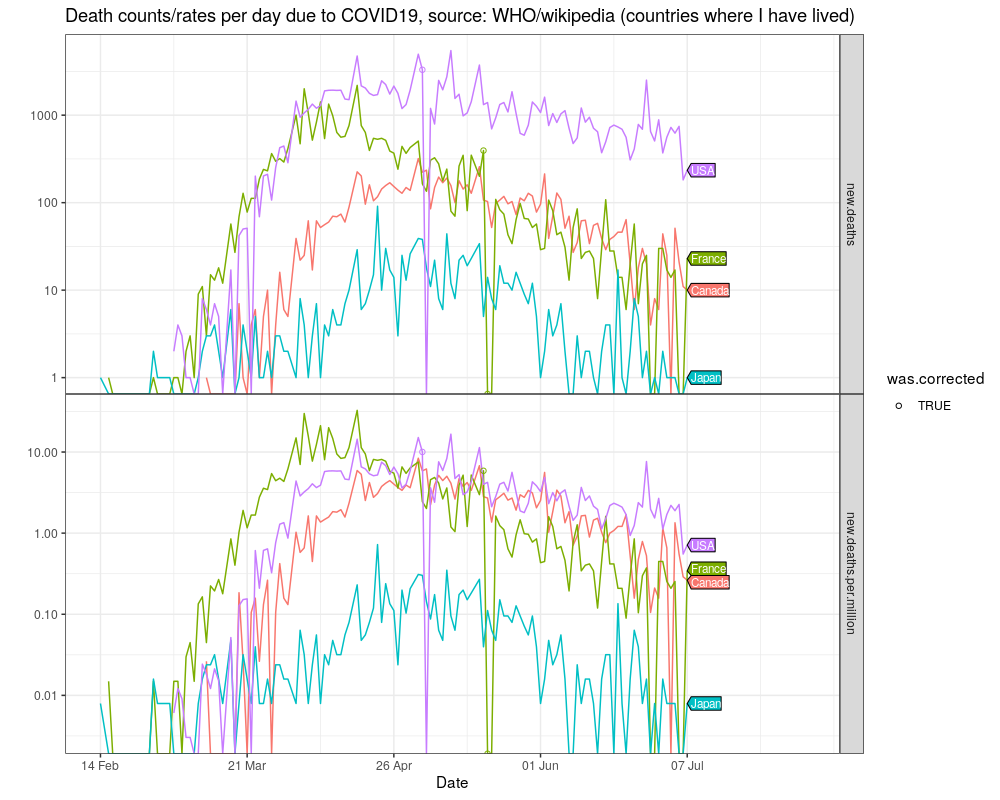 Death counts/rates per day due to COVID19, source: WHO/wikipedia (countries where I have lived)
1000
100
10
1
USA
France
Canada
Japan
new.deaths
10.00
1.00
0.10
0.01
USA
France
Canada
Japan
new.deaths.per.million
14 Feb
21 Mar
26 Apr
01 Jun
07 Jul
Date
was.corrected
TRUE